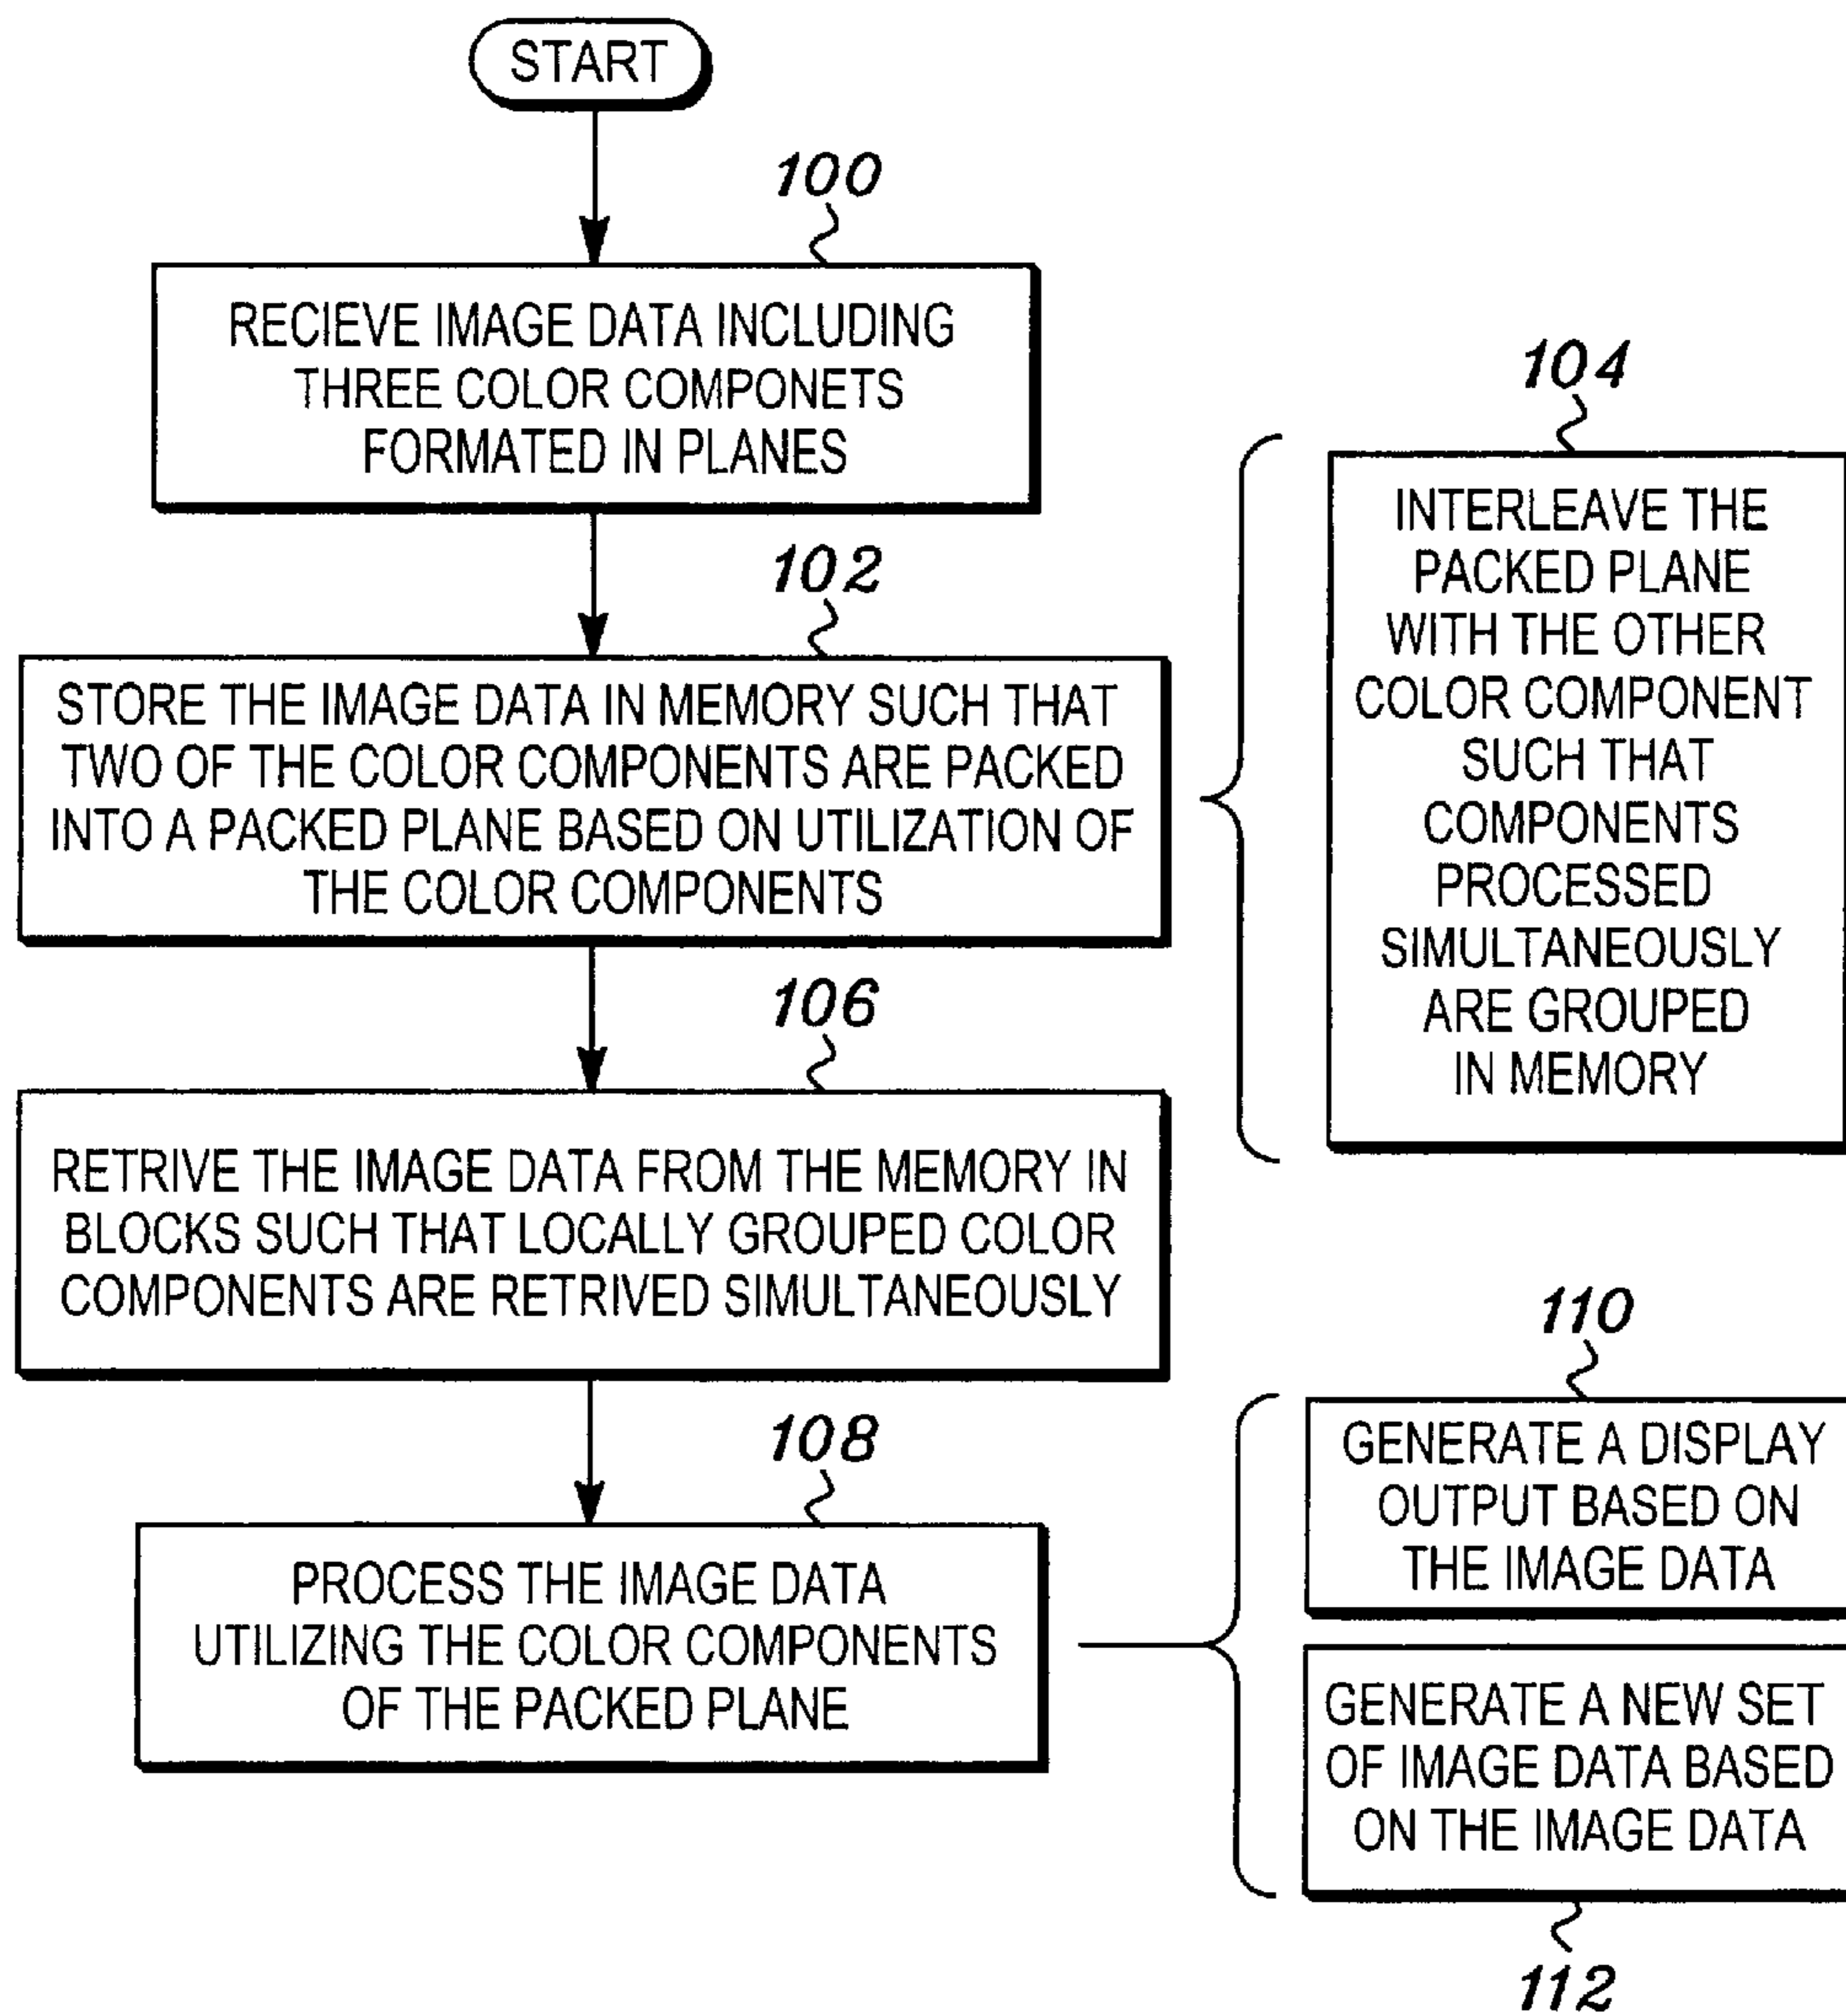 START
100
RECIEVE IMAGE DATA INCLUDING
THREE COLOR COMPONETS
FORMATED IN PLANES
102
STORE THE IMAGE DATA IN MEMORY SUCH THAT
TWO OF THE COLOR COMPONENTS ARE PACKED
INTO A PACKED PLANE BASED ON UTILIZATION OF
THE COLOR COMPONENTS
104
INTERLEAVE THE
PACKED PLANE
WITH THE OTHER
COLOR COMPONENT
SUCH THAT
COMPONENTS
PROCESSED
SIMULTANEOUSLY
ARE GROUPED
IN MEMORY
106
RETRIVE THE IMAGE DATA FROM THE MEMORY IN
BLOCKS SUCH THAT LOCALLY GROUPED COLOR
COMPONENTS ARE RETRIVED SIMULTANEOUSLY
108
PROCESS THE IMAGE DATA
UTILIZING THE COLOR COMPONENTS
OF THE PACKED PLANE
110
GENERATE A DISPLAY
OUTPUT BASED ON
THE IMAGE DATA
GENERATE A NEW SET
OF IMAGE DATA BASED
ON THE IMAGE DATA
112